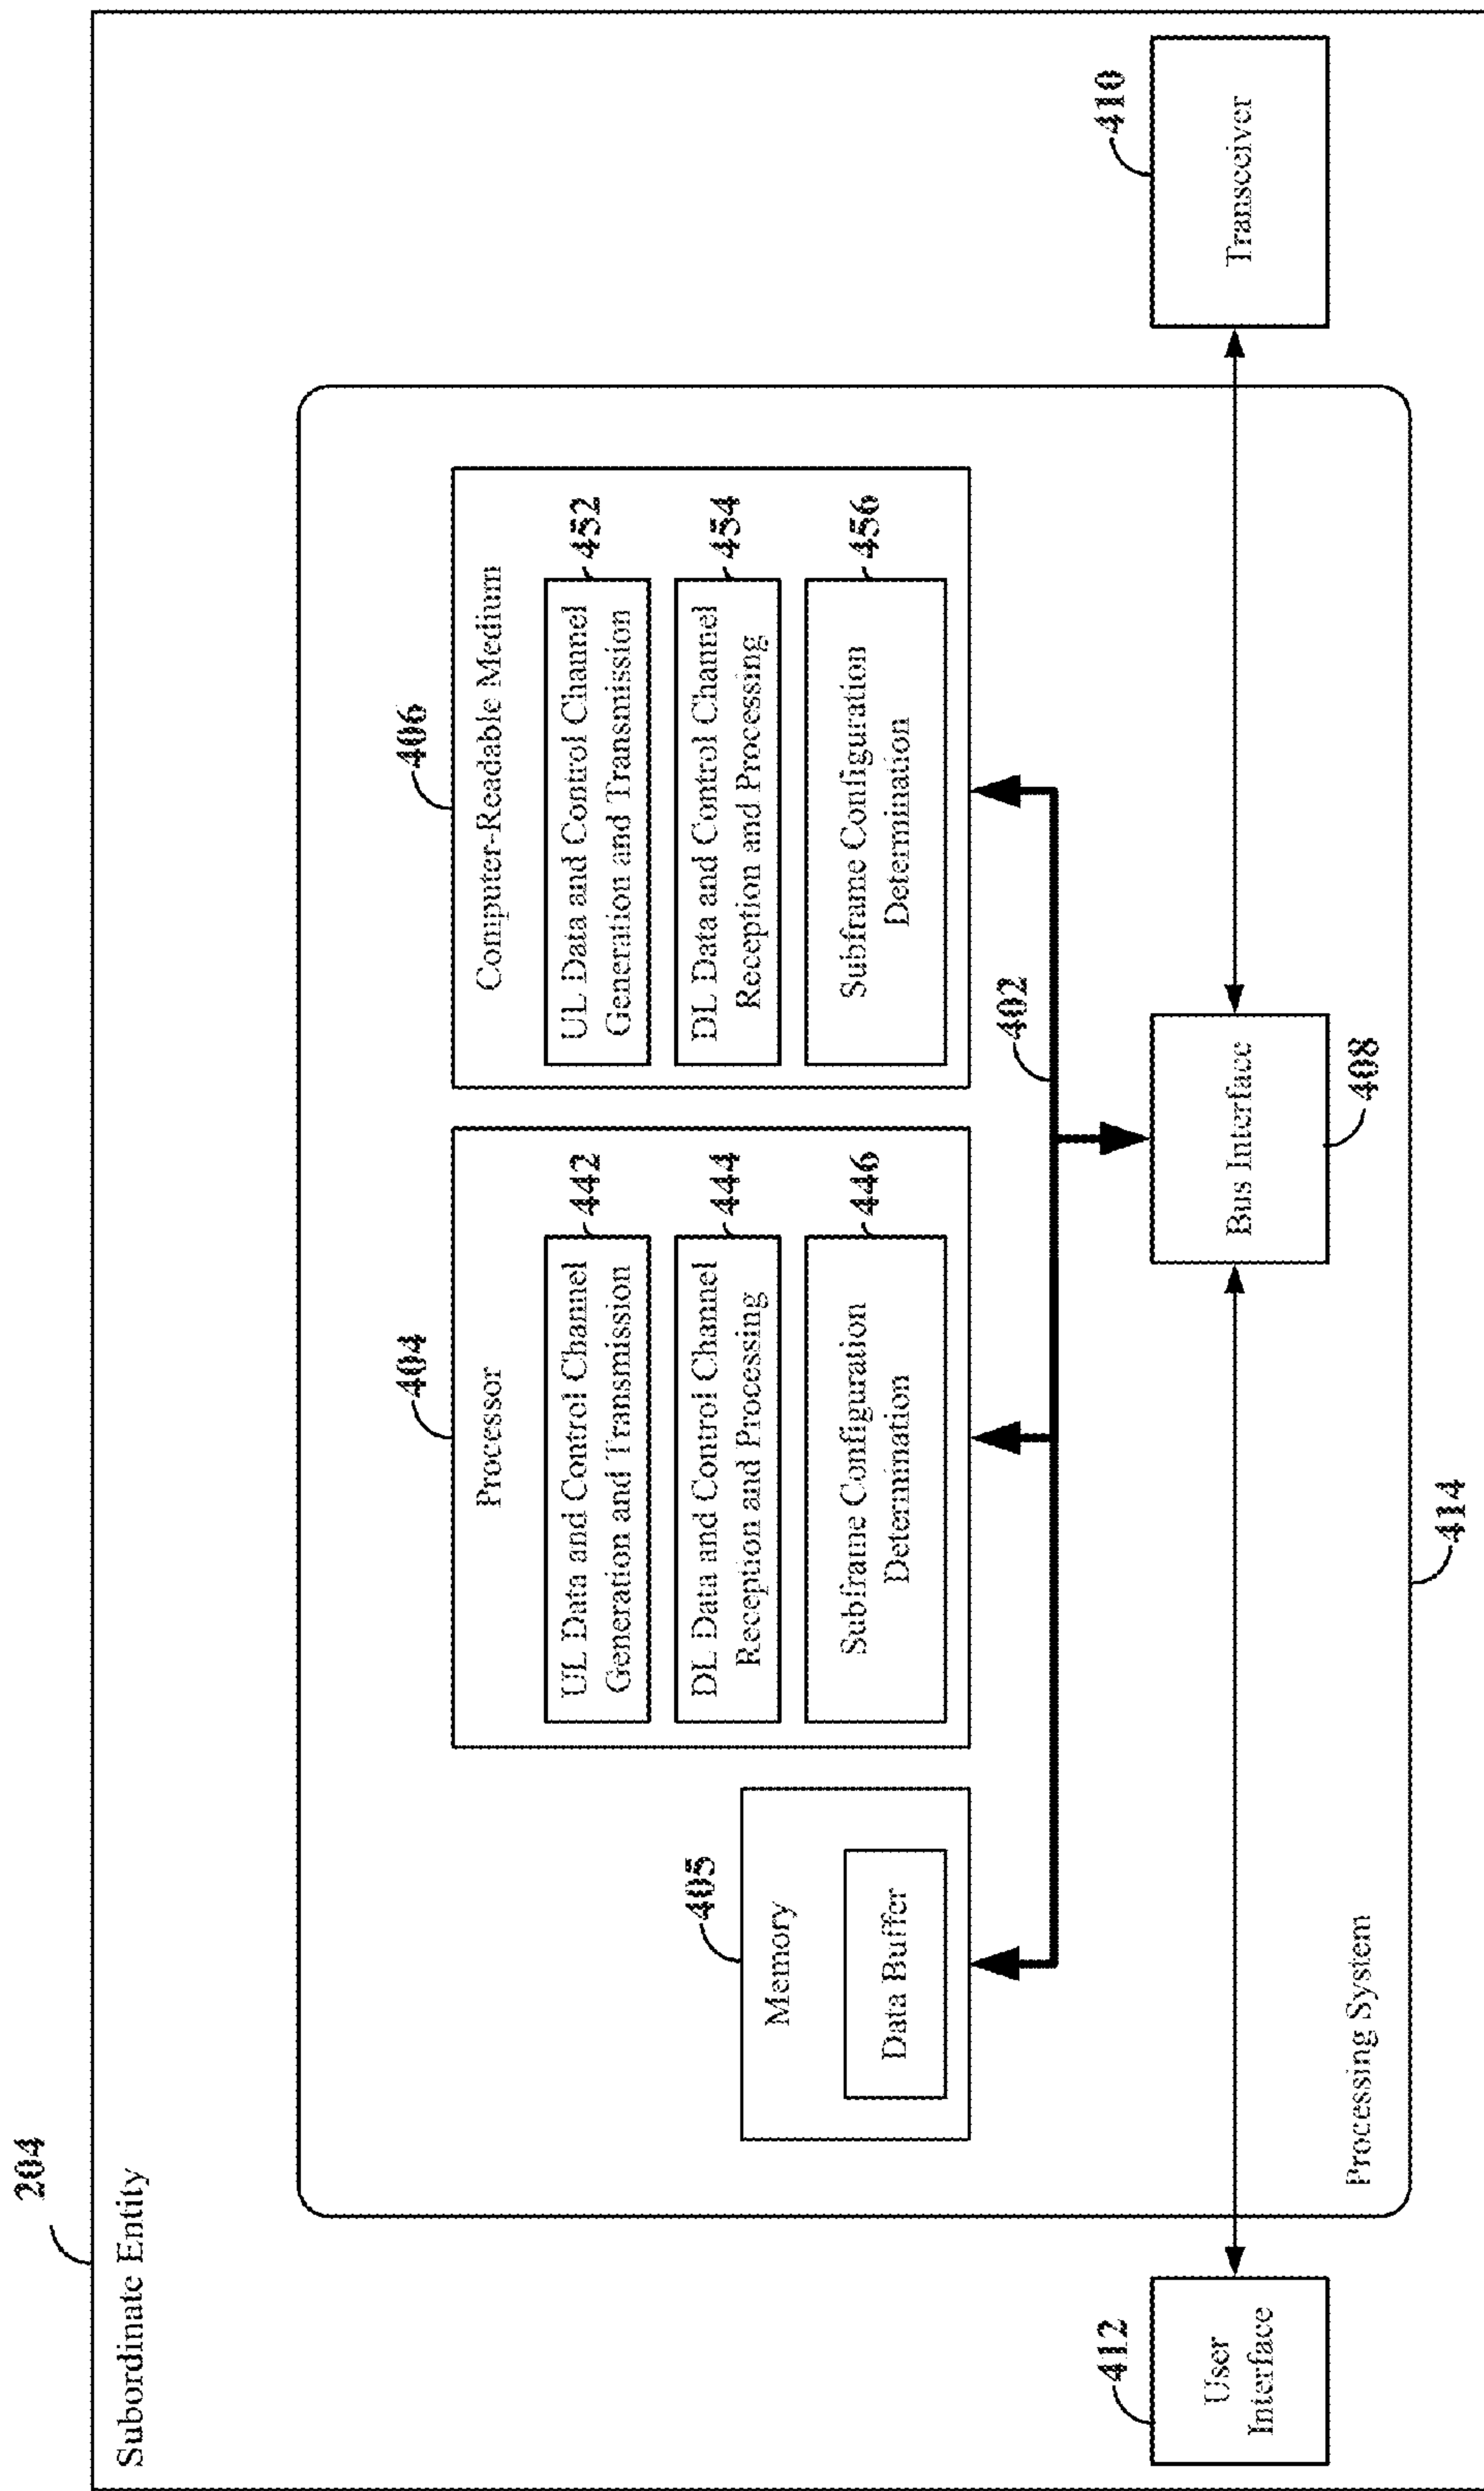 204
Subordinate Entity
404
406
405
Memory
Data Buffer
Processor
442
UL Data and Control Channel
Generation and Transmission
444
DL Data and Control Channel
Reception and Processing
446
Subframe Configuration
Determination
Computer-Readable Medium
452
UL Data and Control Channel
Generation and Transmission
454
DL Data and Control Channel
Reception and Processing
456
Subframe Configuration
Determination
402
412
User
Interface
Bus Interface
408
410
Transceiver
Processing System
414